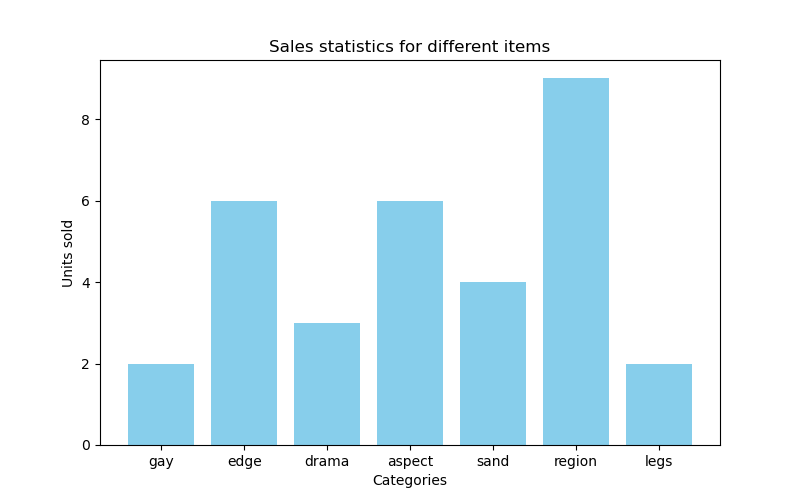 Sales statistics for different items
Units sold
8
6
4
2
0
gay edge drama aspect sand region legs
Categories